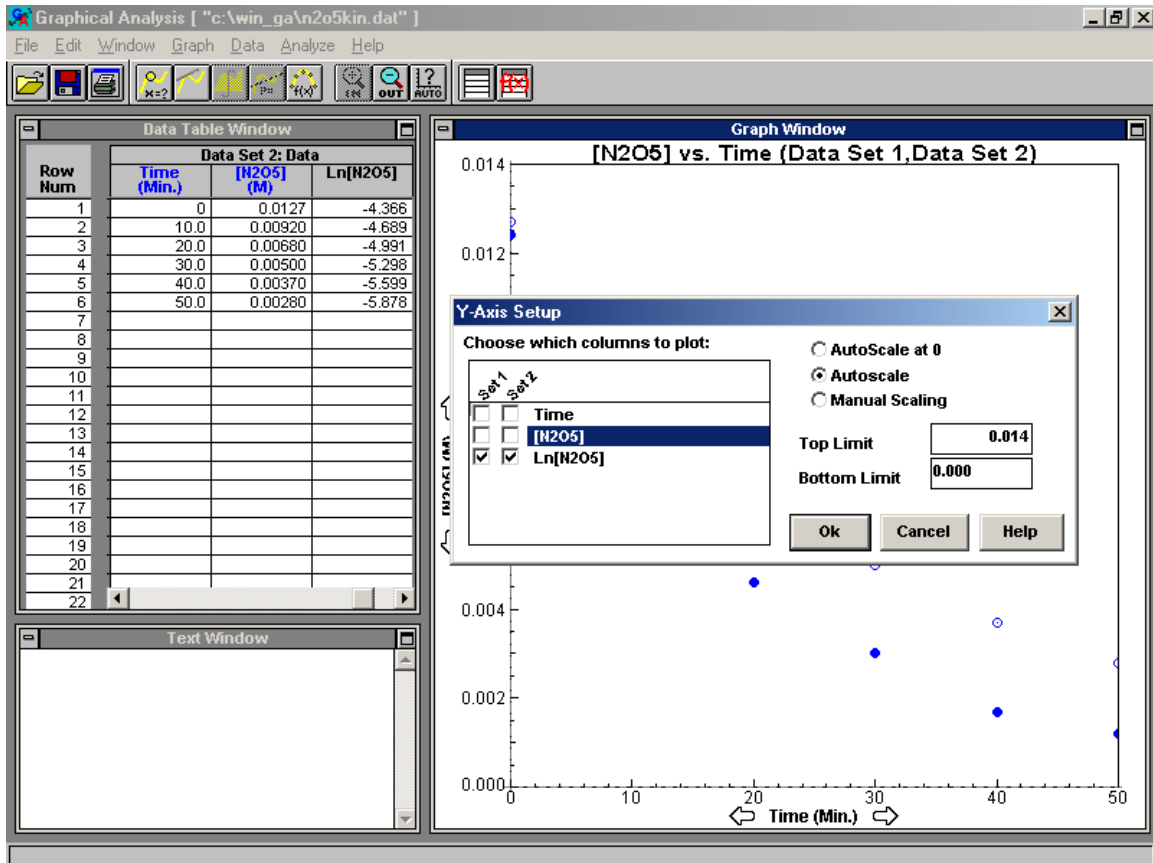 Graphical Analysis [ "c:\win_ga\n2o5kin.dat" ]
File Edit Window Graph Data Analyze Help
x=? f(x) OUT ? AUTO f(x)
Data Table Window
Data Set 2: Data
Row Num Time (Min.) [N2O5] (M) Ln[N2O5]
1 0 0.0127 -4.366
2 10.0 0.00920 -4.689
3 20.0 0.00680 -4.991
4 30.0 0.00500 -5.298
5 40.0 0.00370 -5.599
6 50.0 0.00280 -5.878
7
8
9
10
11
12
13
14
15
16
17
18
19
20
21
22
Text Window
Graph Window
[N2O5] vs. Time (Data Set 1,Data Set 2)
0.014
0.012
0.004
0.002
0.000
[N2O5] (M)
0 10 20 30 40 50
Time (Min.)
Y-Axis Setup
Choose which columns to plot:
Set 1 Set 2
Time
[N2O5]
Ln[N2O5]
AutoScale at 0
Autoscale
Manual Scaling
Top Limit 0.014
Bottom Limit 0.000
Ok Cancel Help